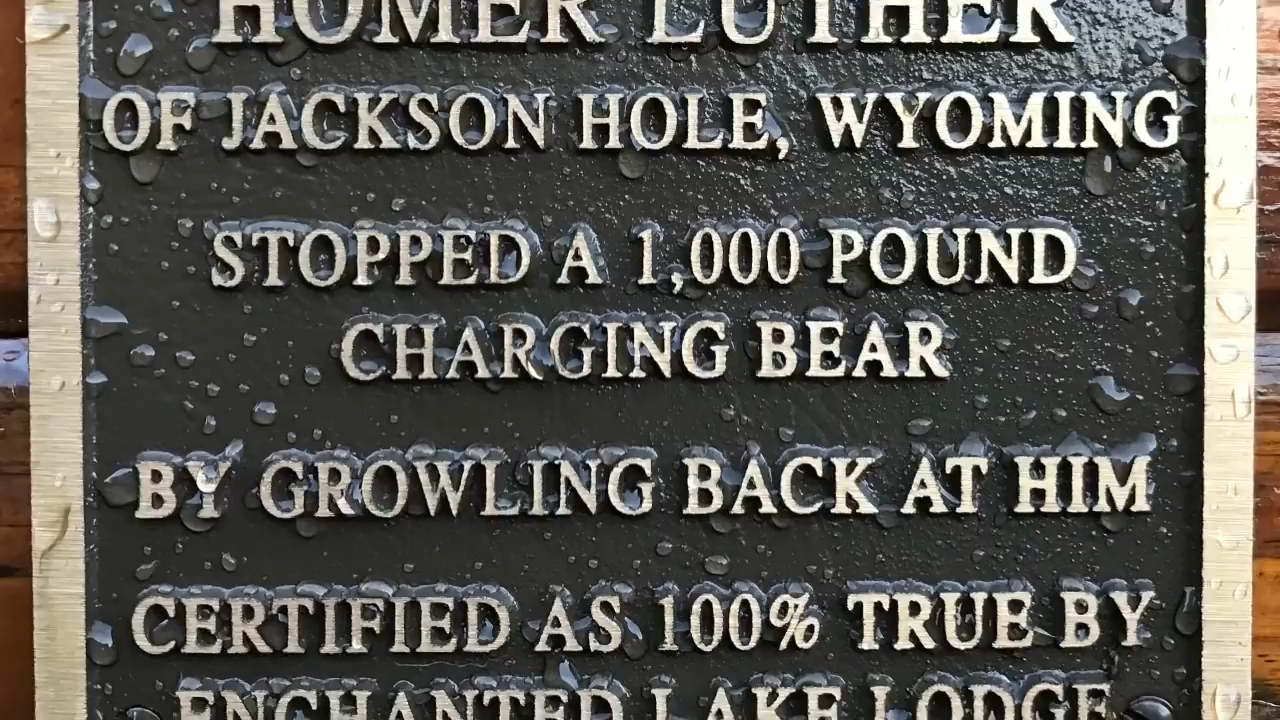 HOMER LUTHER
OF JACKSON HOLE, WYOMING
STOPPED A 1,000 POUND
CHARGING BEAR
BY GROWLING BACK AT HIM
CERTIFIED AS 100% TRUE BY
ENCHANTED LAKE LODGE